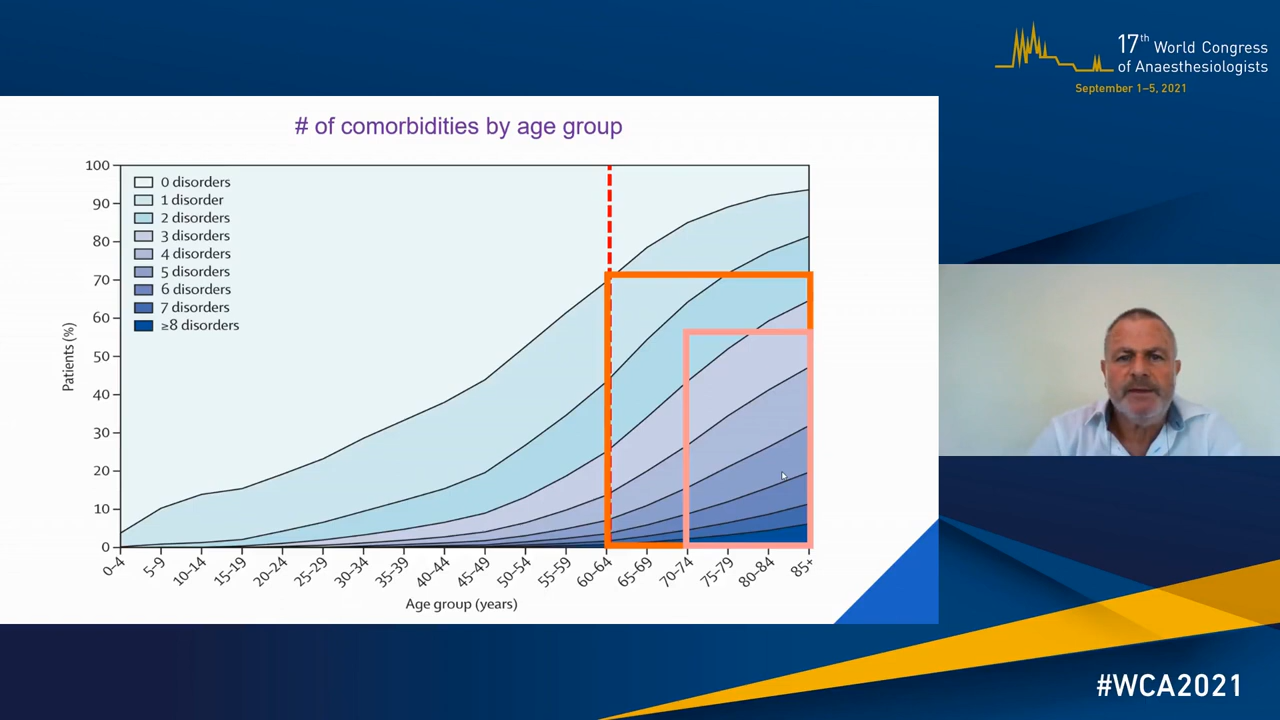 17th World Congress
of Anaesthesiologists
September 1–5, 2021
# of comorbidities by age group
100
90
80
70
60
50
40
30
20
10
0
Patients (%)
0 disorders
1 disorder
2 disorders
3 disorders
4 disorders
5 disorders
6 disorders
7 disorders
≥8 disorders
0-4
5-9
10-14
15-19
20-24
25-29
30-34
35-39
40-44
45-49
50-54
55-59
60-64
65-69
70-74
75-79
80-84
85+
Age group (years)
#WCA2021